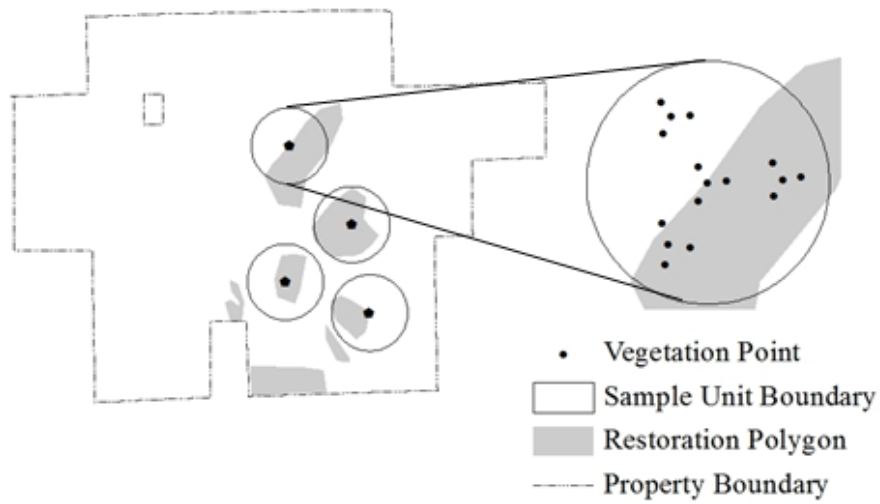 Vegetation Point
Sample Unit Boundary
Restoration Polygon
Property Boundary